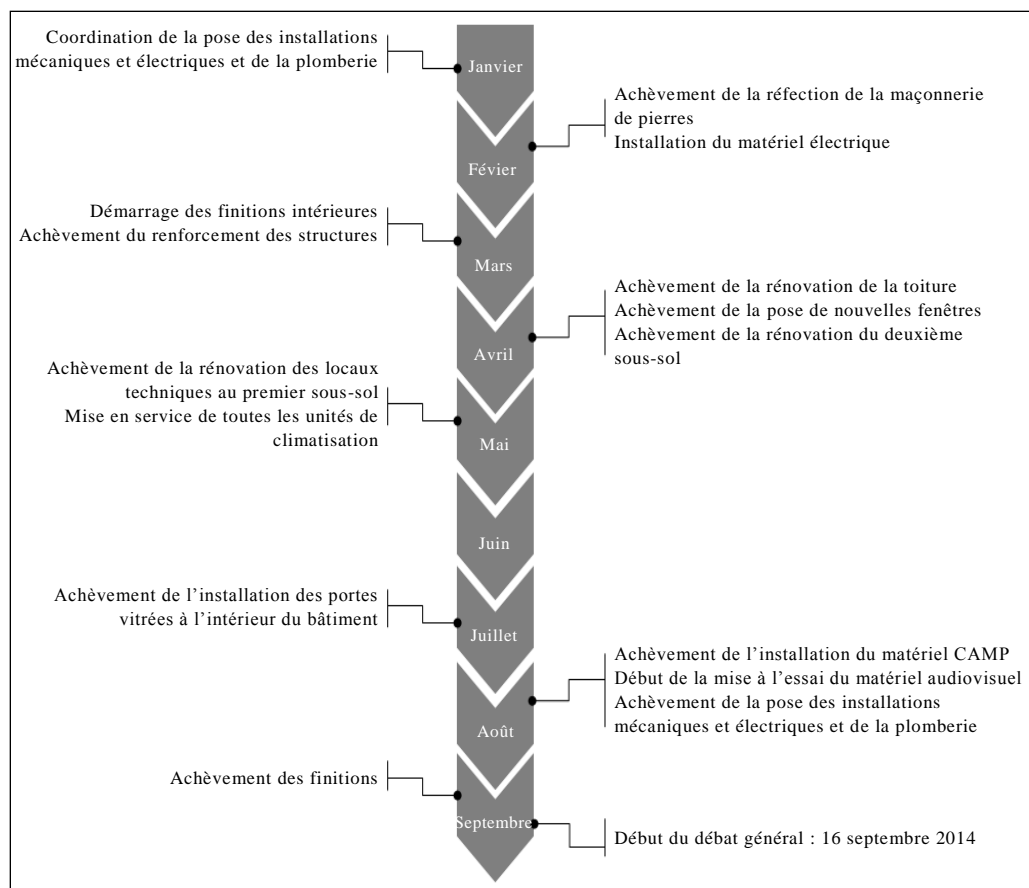 Coordination de la pose des installations
mécaniques et électriques et de la plomberie
Janvier
Achèvement de la réfection de la maçonnerie
de pierres
Installation du matériel électrique
Févier
Démarrage des finitions intérieures
Achèvement du renforcement des structures
Mars
Achèvement de la rénovation de la toiture
Achèvement de la pose de nouvelles fenêtres
Achèvement de la rénovation du deuxième
sous-sol
Avril
Achèvement de la rénovation des locaux
techniques au premier sous-sol
Mise en service de toutes les unités de
climatisation
Mai
Juin
Achèvement de l’installation des portes
vitrées à l’intérieur du bâtiment
Juillet
Achèvement de l’installation du matériel CAMP
Début de la mise à l’essai du matériel audiovisuel
Achèvement de la pose des installations
mécaniques et électriques et de la plomberie
Août
Achèvement des finitions
Septembre
Début du débat général : 16 septembre 2014